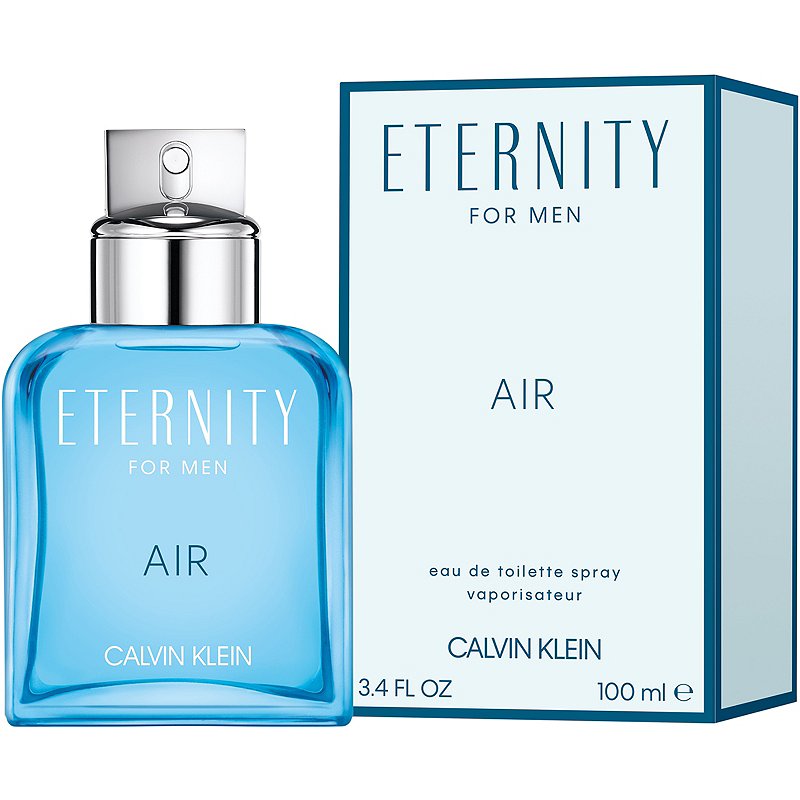 ETERNITY
FOR MEN
AIR
CALVIN KLEIN
ETERNITY
FOR MEN
AIR
eau de toilette spray
vaporisateur
CALVIN KLEIN
3.4 FL OZ 100 ml ℮